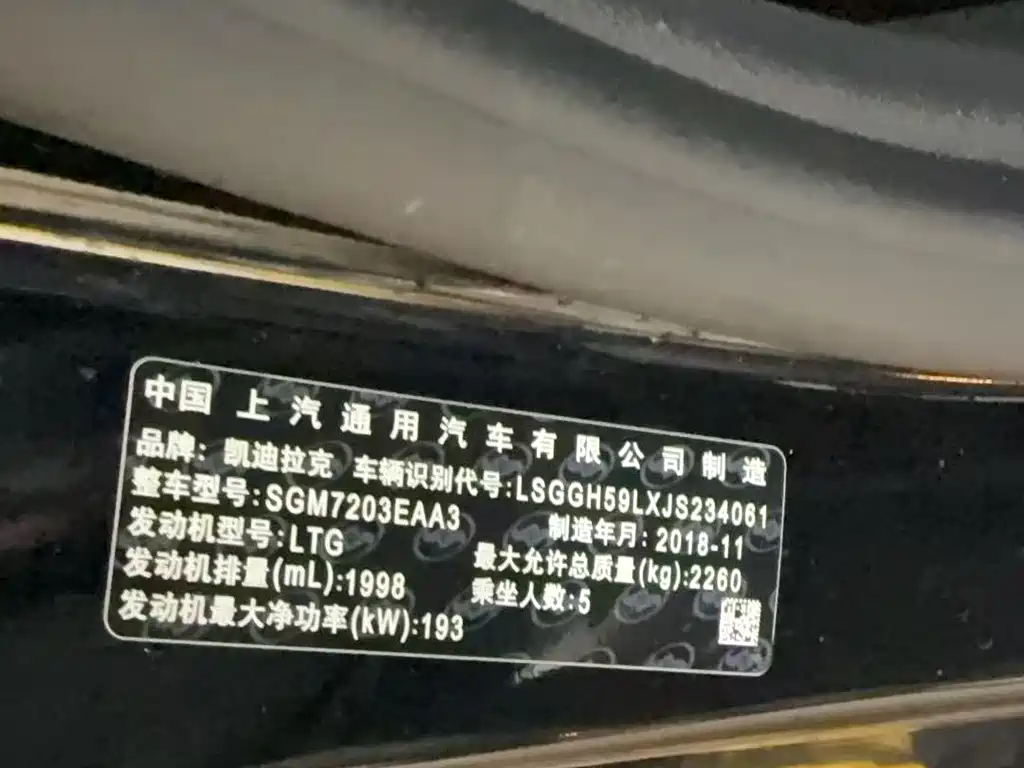 中国 上汽通用汽车有限公司制造
品牌: 凯迪拉克 车辆识别代号:LSGGH59LXJS234061
整车型号:SGM7203EAA3 制造年月: 2018-11
发动机型号:LTG 最大允许总质量(kg):2260
发动机排量(mL):1998 乘坐人数:5
发动机最大净功率(kW):193